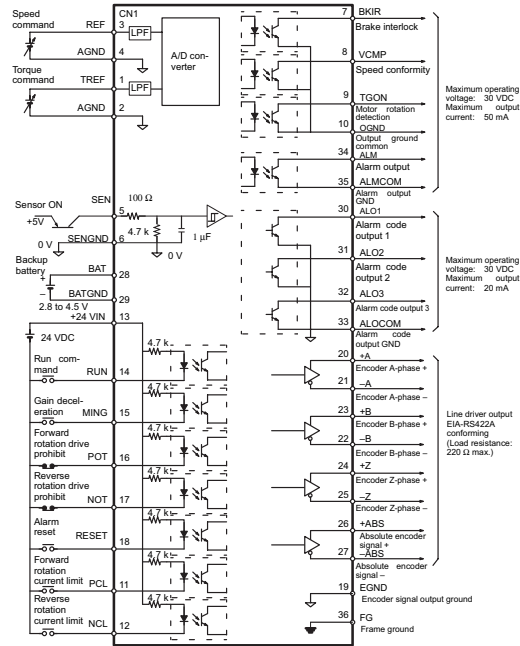 CN1
Speed
command
REF
3
LPF
AGND
4
A/D con-
verter
Torque
command
TREF
1
LPF
AGND
2
Sensor ON
+5V
SEN
5
100 Ω
4.7 k
1 µF
0 V
SENGND
6
0 V
Backup
battery
+
–
BAT
28
BATGND
29
2.8 to 4.5 V
+24 VIN
13
24 VDC
4.7 k
Run com-
mand
RUN
14
4.7 k
Gain decel-
eration
MING
15
4.7 k
Forward
rotation drive
prohibit
POT
16
4.7 k
Reverse
rotation drive
prohibit
NOT
17
4.7 k
Alarm
reset
RESET
18
4.7 k
Forward
rotation
current limit
PCL
11
4.7 k
Reverse
rotation
current limit
NCL
12
7
BKIR
Brake interlock
8
VCMP
Speed conformity
9
TGON
Motor rotation
detection
10
OGND
Output ground
common
34
ALM
Alarm output
35
ALMCOM
Alarm output
GND
Maximum operating
voltage: 30 VDC
Maximum output
current: 50 mA
30
ALO1
Alarm code
output 1
31
ALO2
Alarm code
output 2
32
ALO3
Alarm code output 3
33
ALOCOM
Alarm code
output GND
Maximum operating
voltage: 30 VDC
Maximum output
current: 20 mA
20
+A
Encoder A-phase +
21
–A
Encoder A-phase –
23
+B
Encoder B-phase +
22
–B
Encoder B-phase –
24
+Z
Encoder Z-phase +
25
–Z
Encoder Z-phase –
26
+ABS
Absolute encoder
signal +
27
–ABS
Absolute encoder
signal –
Line driver output
EIA-RS422A
conforming
(Load resistance:
220 Ω max.)
19
EGND
Encoder signal output ground
36
FG
Frame ground